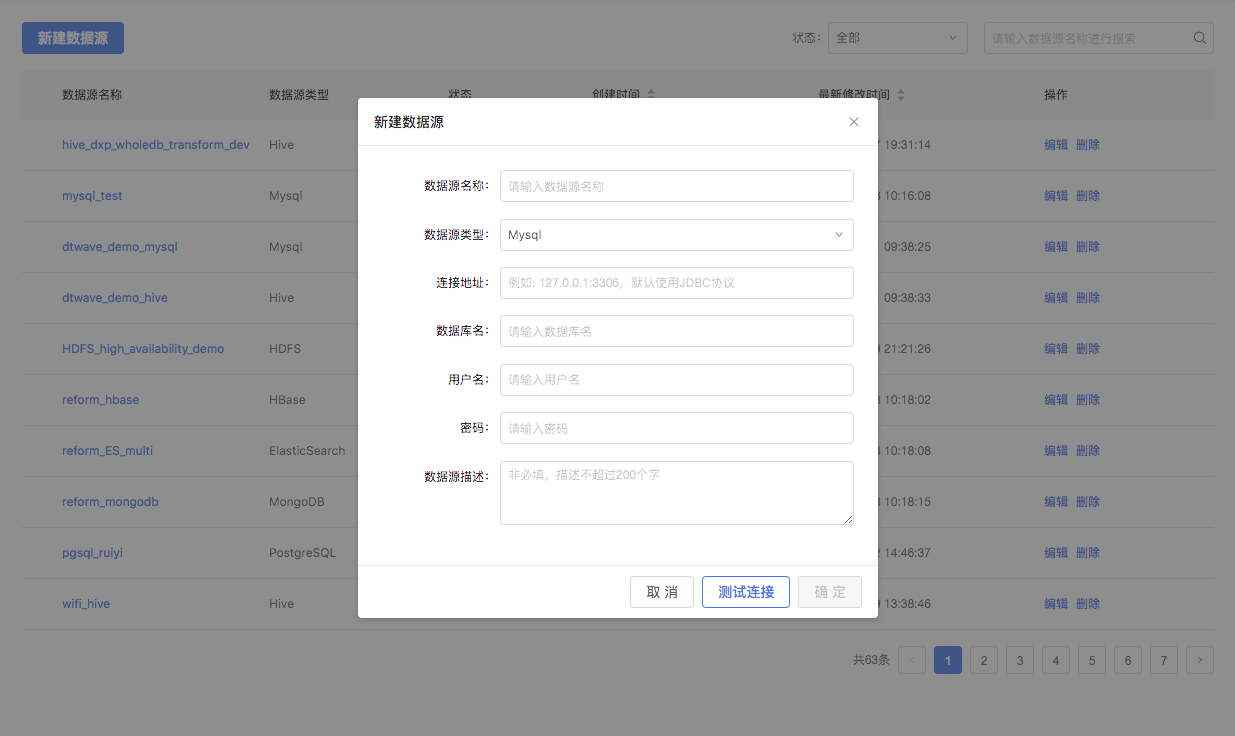 新建数据源
状态: 全部 请输入数据源名称进行搜索
数据源名称 数据源类型 状态 创建时间 最新修改时间 操作
新建数据源
hive_dxp_wholedb_transform_dev Hive 19:31:14 编辑 删除
数据源名称: 请输入数据源名称
mysql_test Mysql 10:16:08 编辑 删除
数据源类型: Mysql
dtwave_demo_mysql Mysql 09:38:25 编辑 删除
连接地址: 例如: 127.0.0.1:3306，默认使用JDBC协议
dtwave_demo_hive Hive 09:38:33 编辑 删除
数据库名: 请输入数据库名
HDFS_high_availability_demo HDFS 21:21:26 编辑 删除
用户名: 请输入用户名
reform_hbase HBase 10:18:02 编辑 删除
密码: 请输入密码
reform_ES_multi ElasticSearch 10:18:08 编辑 删除
数据源描述: 非必填，描述不超过200个字
reform_mongodb MongoDB 10:18:15 编辑 删除
pgsql_ruiyi PostgreSQL 14:46:37 编辑 删除
取 消 测试连接 确 定
wifi_hive Hive 13:38:46 编辑 删除
共63条 < 1 2 3 4 5 6 7 >